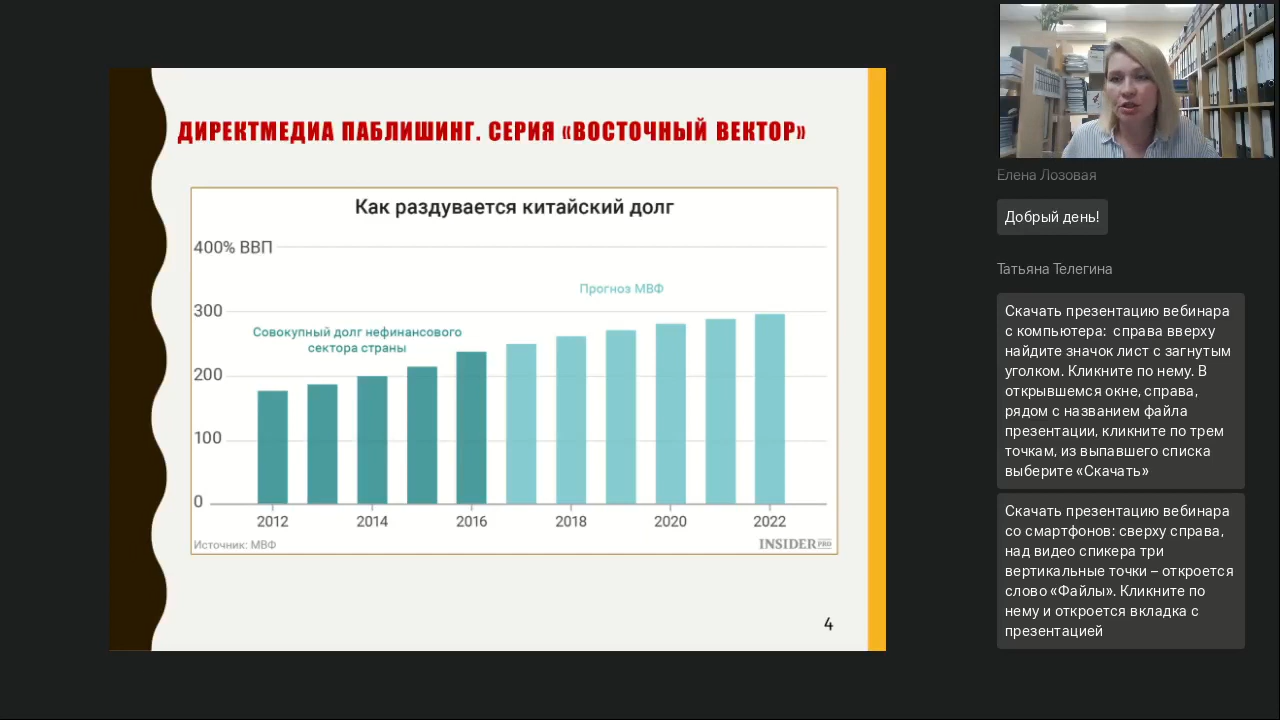 ДИРЕКТМЕДИА ПАБЛИШИНГ. СЕРИЯ «ВОСТОЧНЫЙ ВЕКТОР»
Как раздувается китайский долг
400% ВВП
Прогноз МВФ
300
Совокупный долг нефинансового
сектора страны
200
100
0
2012 2014 2016 2018 2020 2022
Источник: МВФ
INSIDER PRO
4
Елена Лозовая
Добрый день!
Татьяна Телегина
Скачать презентацию вебинара
с компьютера: справа вверху
найдите значок лист с загнутым
уголком. Кликните по нему. В
открывшемся окне, справа,
рядом с названием файла
презентации, кликните по трем
точкам, из выпавшего списка
выберите «Скачать»
Скачать презентацию вебинара
со смартфонов: сверху справа,
над видео спикера три
вертикальные точки – откроется
слово «Файлы». Кликните по
нему и откроется вкладка с
презентацией